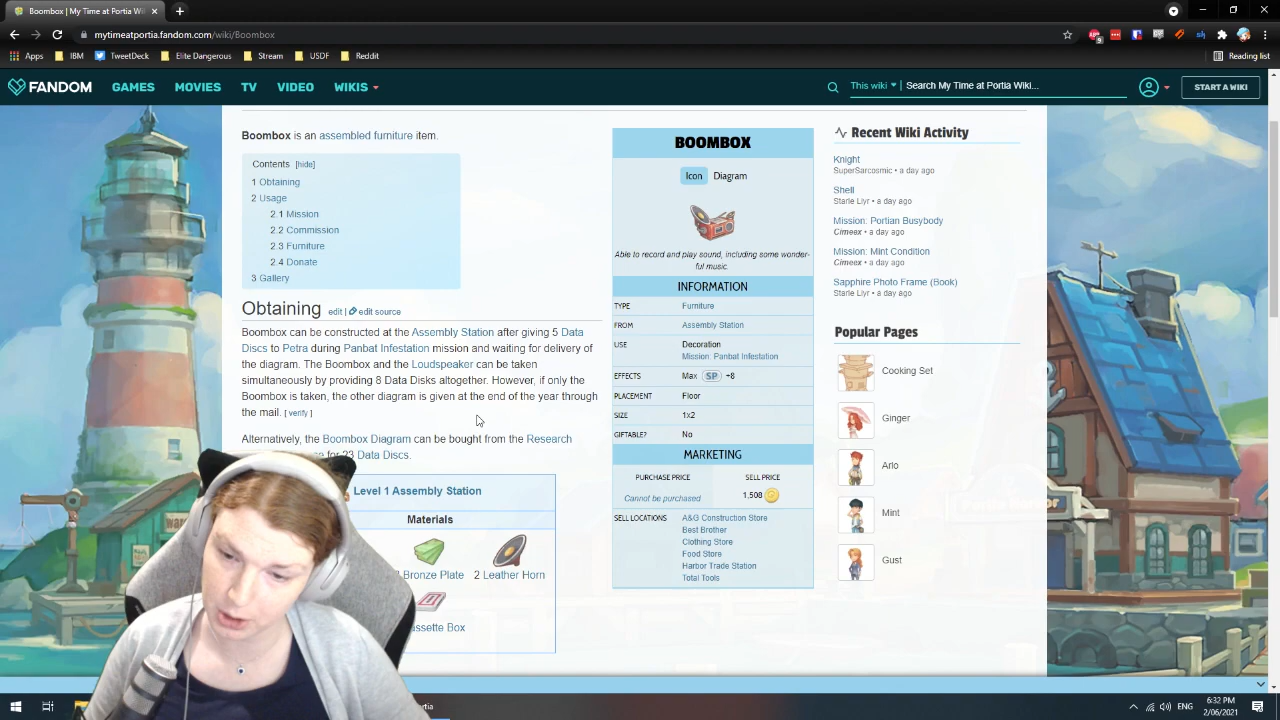 My Time at Portia Wi
mytimeatportia.fandom.com/wiki/Boombox
Apps IBM TweetDeck Elite Dangerous Stream USDF Reddit Reading list
FANDOM GAMES MOVIES TV VIDEO WIKIS This wiki Search My Time at Portia Wiki... START A WIKI
Boombox is an assembled furniture item.
Contents [hide]
1 Obtaining
2 Usage
2.1 Mission
2.2 Commission
2.3 Furniture
2.4 Donate
3 Gallery
Obtaining edit | edit source
Boombox can be constructed at the Assembly Station after giving 5 Data
Discs to Petra during Panbat Infestation mission and waiting for delivery of
the diagram. The Boombox and the Loudspeaker can be taken
simultaneously by providing 8 Data Disks altogether. However, if only the
Boombox is taken, the other diagram is given at the end of the year through
the mail. [ verify ]
Alternatively, the Boombox Diagram can be bought from the Research
for 23 Data Discs.
Level 1 Assembly Station
Materials
Bronze Plate 2 Leather Horn
Box
BOOMBOX
Icon Diagram
Able to record and play sound, including some wonder-
ful music.
INFORMATION
TYPE Furniture
FROM Assembly Station
USE Decoration
Mission: Panbat Infestation
EFFECTS Max SP +8
PLACEMENT Floor
SIZE 1x2
GIFTABLE? No
MARKETING
PURCHASE PRICE SELL PRICE
Cannot be purchased 1,508
SELL LOCATIONS A&G Construction Store
Best Brother
Clothing Store
Food Store
Harbor Trade Station
Total Tools
Recent Wiki Activity
Knight
SuperSarcosmic • a day ago
Shell
Starie Liyr • a day ago
Mission: Portian Busybody
Cimeex • a day ago
Mission: Mint Condition
Cimeex • a day ago
Sapphire Photo Frame (Book)
Starie Liyr • a day ago
Popular Pages
Cooking Set
Ginger
Arlo
Mint
Gust
ENG
6:32 PM
2/06/2021